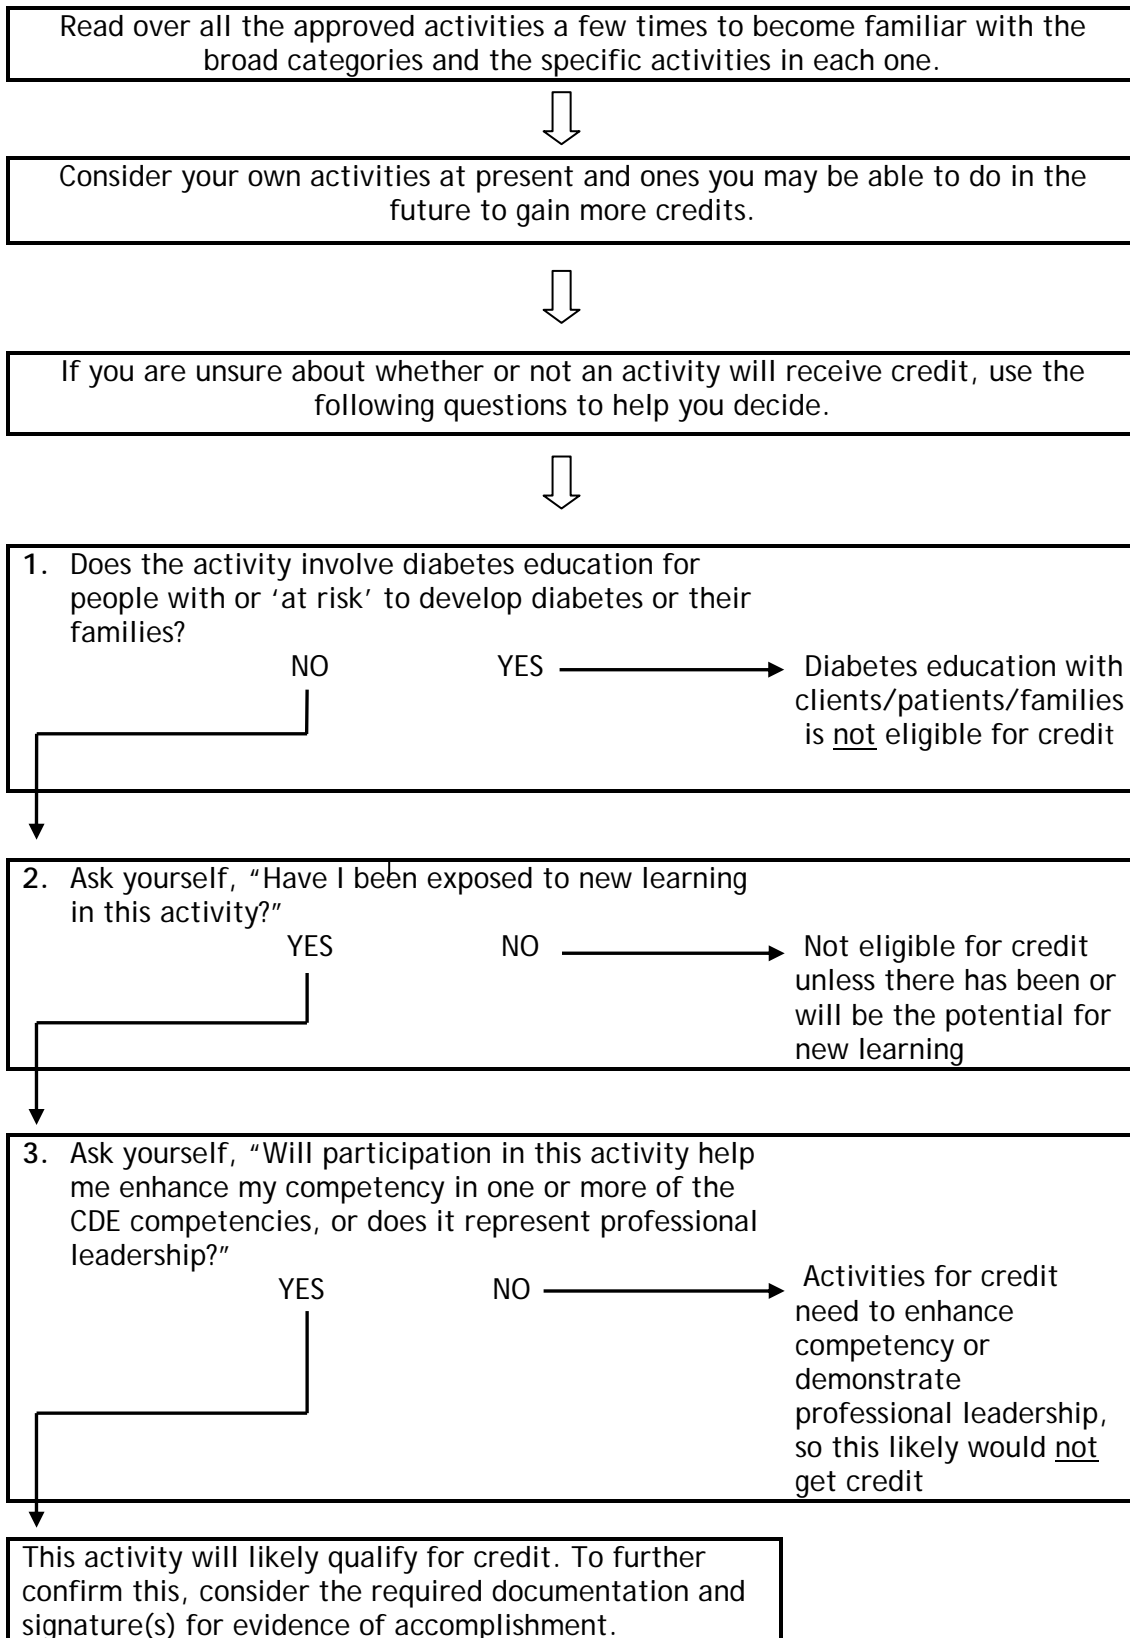 Read over all the approved activities a few times to become familiar with the
broad categories and the specific activities in each one.
Consider your own activities at present and ones you may be able to do in the
future to gain more credits.
If you are unsure about whether or not an activity will receive credit, use the
following questions to help you decide.
1. Does the activity involve diabetes education for
people with or ‘at risk’ to develop diabetes or their
families?
NO YES Diabetes education with
clients/patients/families
is not eligible for credit
2. Ask yourself, “Have I been exposed to new learning
in this activity?”
YES NO Not eligible for credit
unless there has been or
will be the potential for
new learning
3. Ask yourself, “Will participation in this activity help
me enhance my competency in one or more of the
CDE competencies, or does it represent professional
leadership?”
YES NO Activities for credit
need to enhance
competency or
demonstrate
professional leadership,
so this likely would not
get credit
This activity will likely qualify for credit. To further
confirm this, consider the required documentation and
signature(s) for evidence of accomplishment.